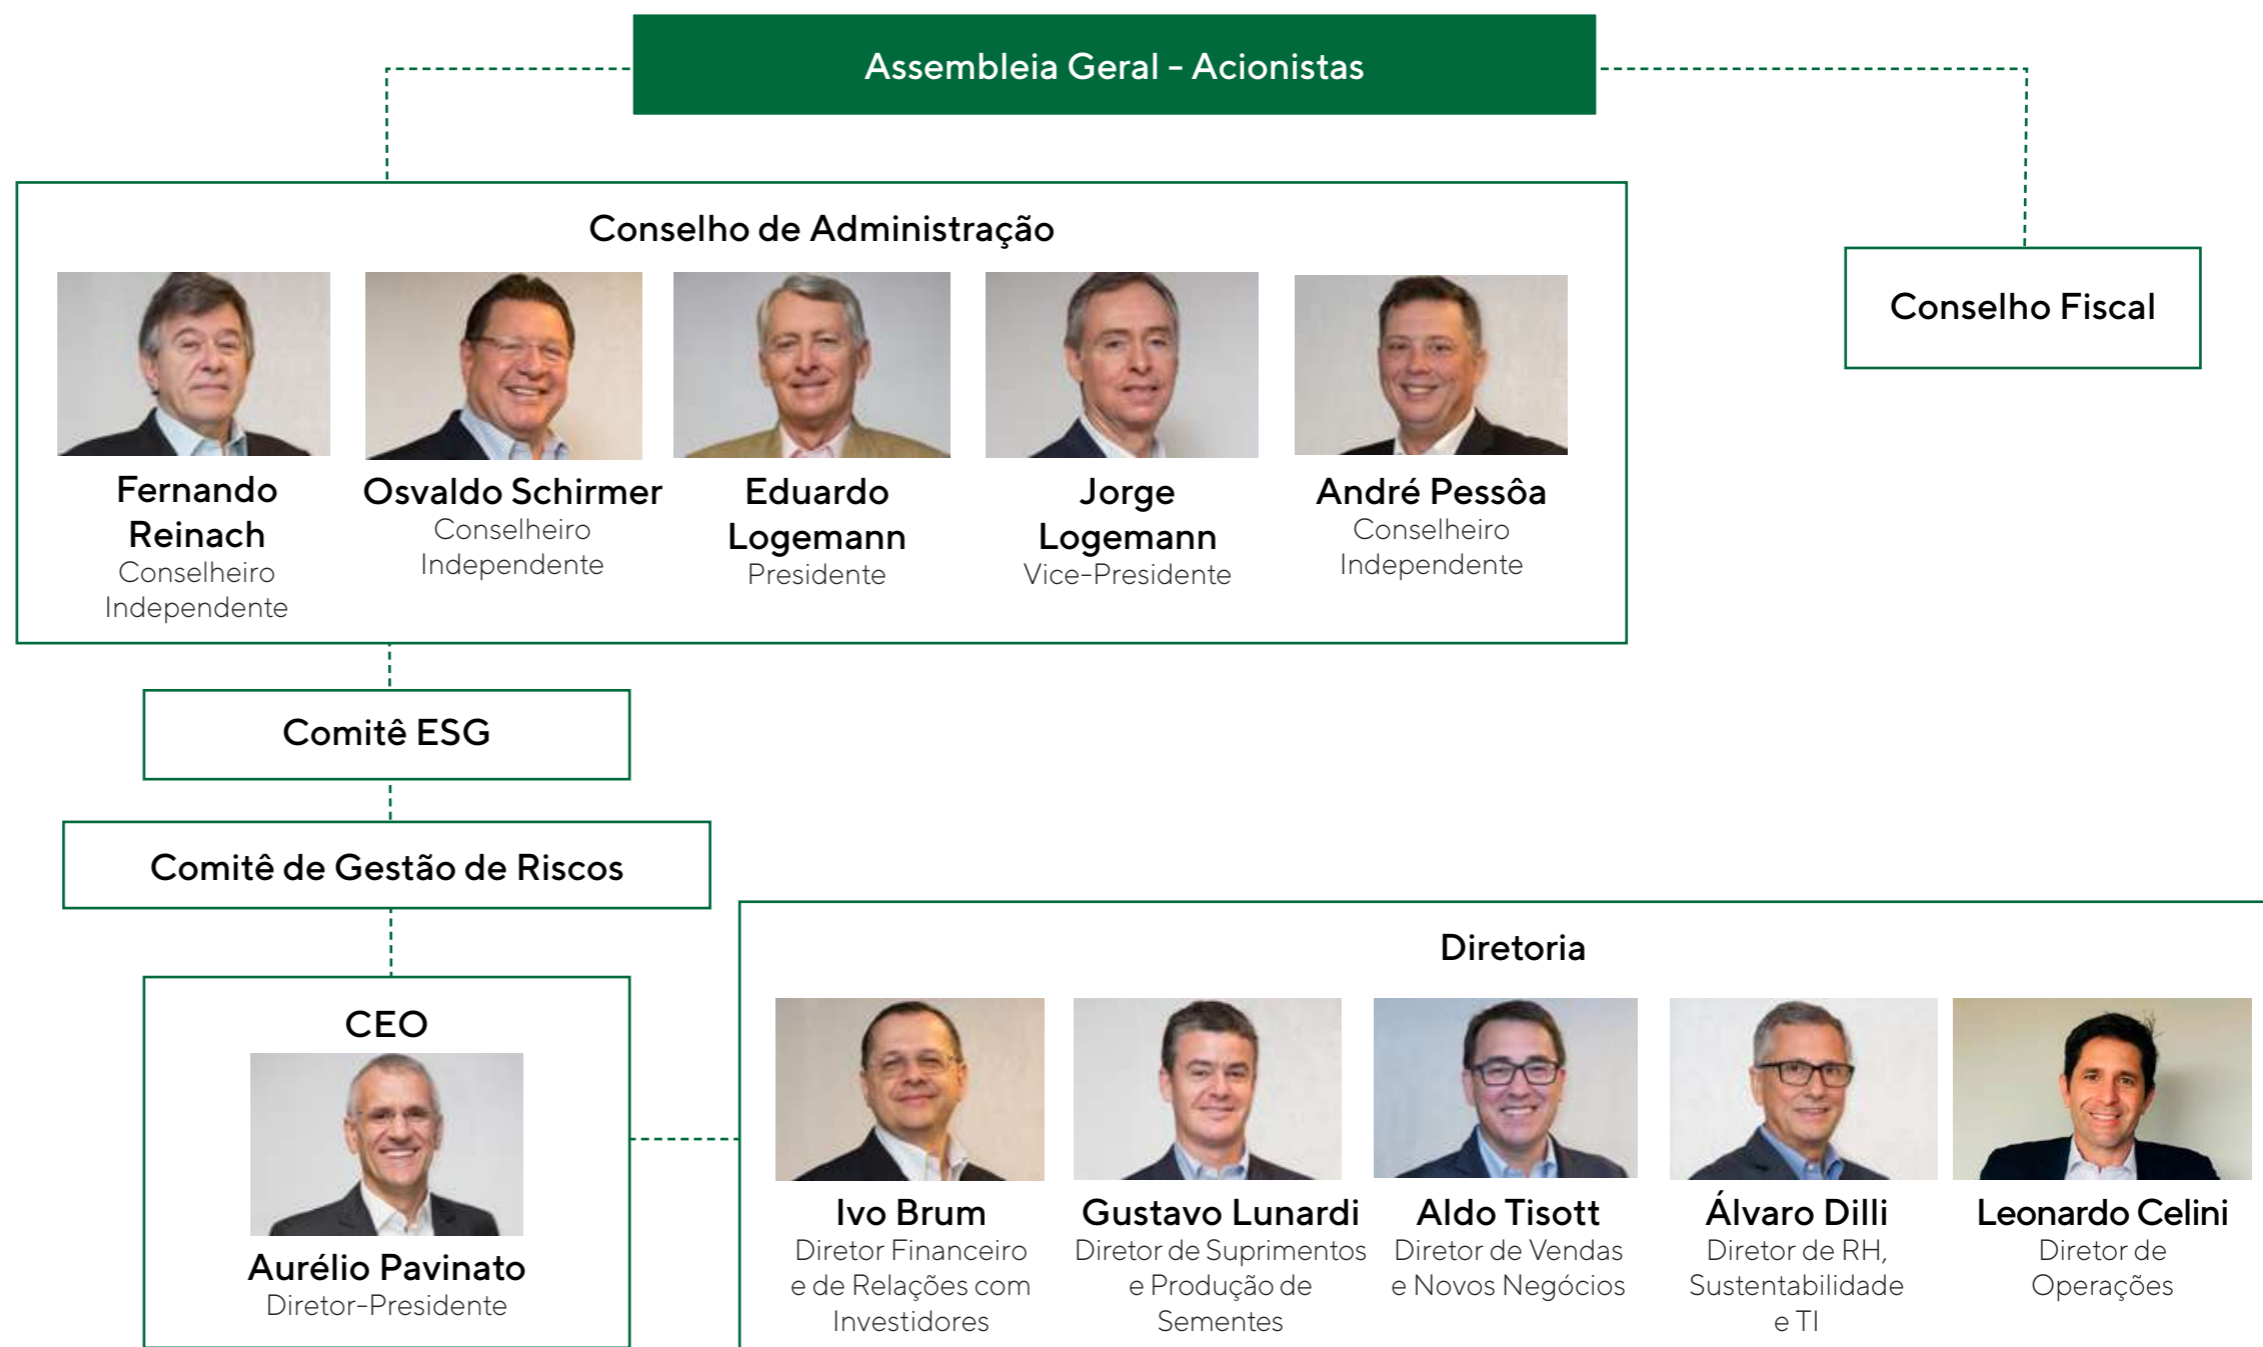 Assembleia Geral - Acionistas
Conselho de Administração
Conselho Fiscal
Fernando
Reinach
Conselheiro
Independente
Osvaldo Schirmer
Conselheiro
Independente
Eduardo
Logemann
Presidente
Jorge
Logemann
Vice-Presidente
André Pessôa
Conselheiro
Independente
Comitê ESG
Comitê de Gestão de Riscos
CEO
Aurélio Pavinato
Diretor-Presidente
Diretoria
Ivo Brum
Diretor Financeiro
e de Relações com
Investidores
Gustavo Lunardi
Diretor de Suprimentos
e Produção de
Sementes
Aldo Tisott
Diretor de Vendas
e Novos Negócios
Álvaro Dilli
Diretor de RH,
Sustentabilidade
e TI
Leonardo Celini
Diretor de
Operações